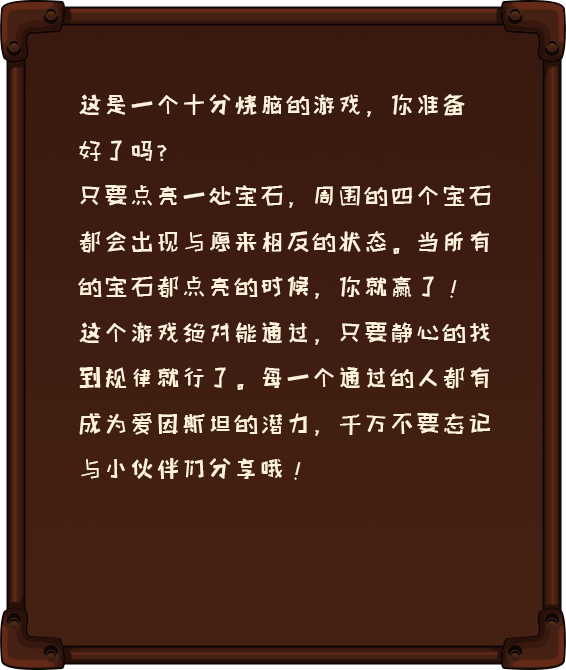 这是一个十分烧脑的游戏，你准备
好了吗？
只要点亮一处宝石，周围的四个宝石
都会出现与原来相反的状态。当所有
的宝石都点亮的时候，你就赢了！
这个游戏绝对能通过，只要静心的找
到规律就行了。每一个通过的人都有
成为爱因斯坦的潜力，千万不要忘记
与小伙伴们分享哦！